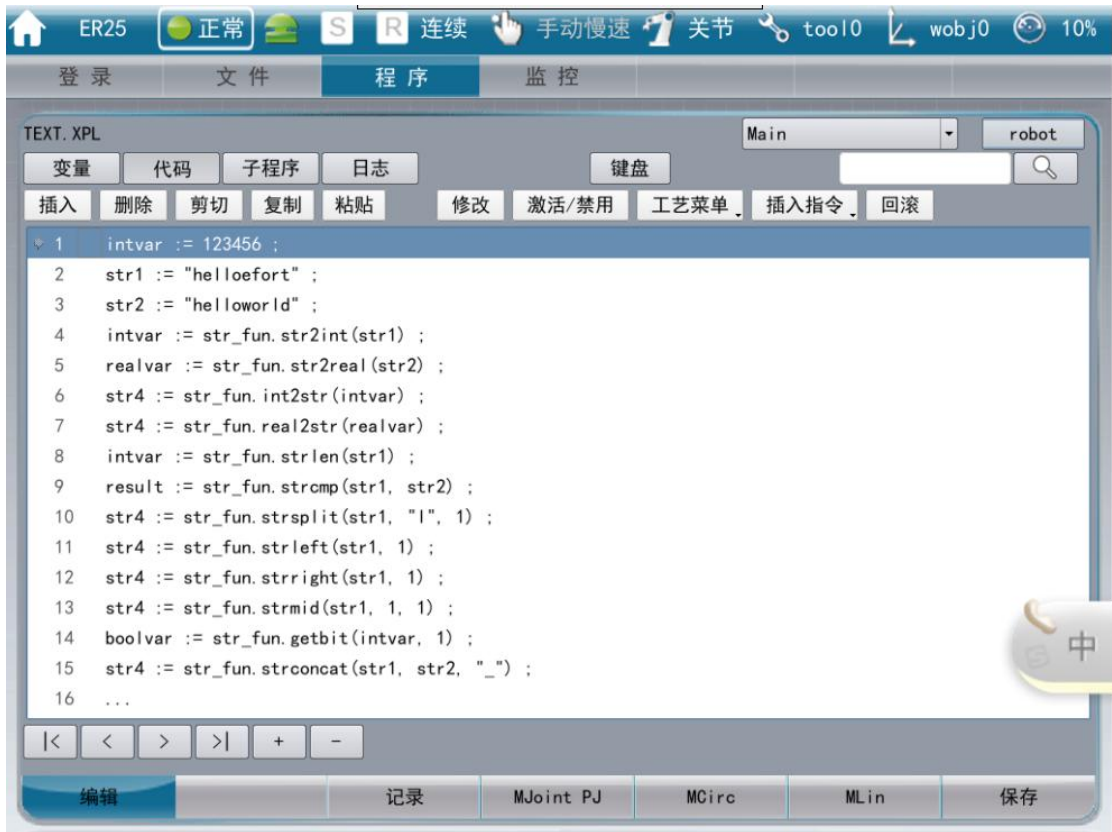 ER25 正常 S R 连续 手动慢速 关节 tool0 wobj0 10%
登录 文件 程序 监控
TEXT.XPL Main robot
变量 代码 子程序 日志 键盘
插入 删除 剪切 复制 粘贴 修改 激活/禁用 工艺菜单 插入指令 回滚
1 intvar := 123456 ;
2 str1 := "helloefort" ;
3 str2 := "helloworld" ;
4 intvar := str_fun.str2int(str1) ;
5 realvar := str_fun.str2real(str2) ;
6 str4 := str_fun.int2str(intvar) ;
7 str4 := str_fun.real2str(realvar) ;
8 intvar := str_fun.strlen(str1) ;
9 result := str_fun.strcmp(str1, str2) ;
10 str4 := str_fun.strsplit(str1, "l", 1) ;
11 str4 := str_fun.strleft(str1, 1) ;
12 str4 := str_fun.strright(str1, 1) ;
13 str4 := str_fun.strmid(str1, 1, 1) ;
14 boolvar := str_fun.getbit(intvar, 1) ;
中
15 str4 := str_fun.strconcat(str1, str2, "_") ;
16 ...
|< < > >| + -
编辑 记录 MJoint PJ MCirc MLin 保存